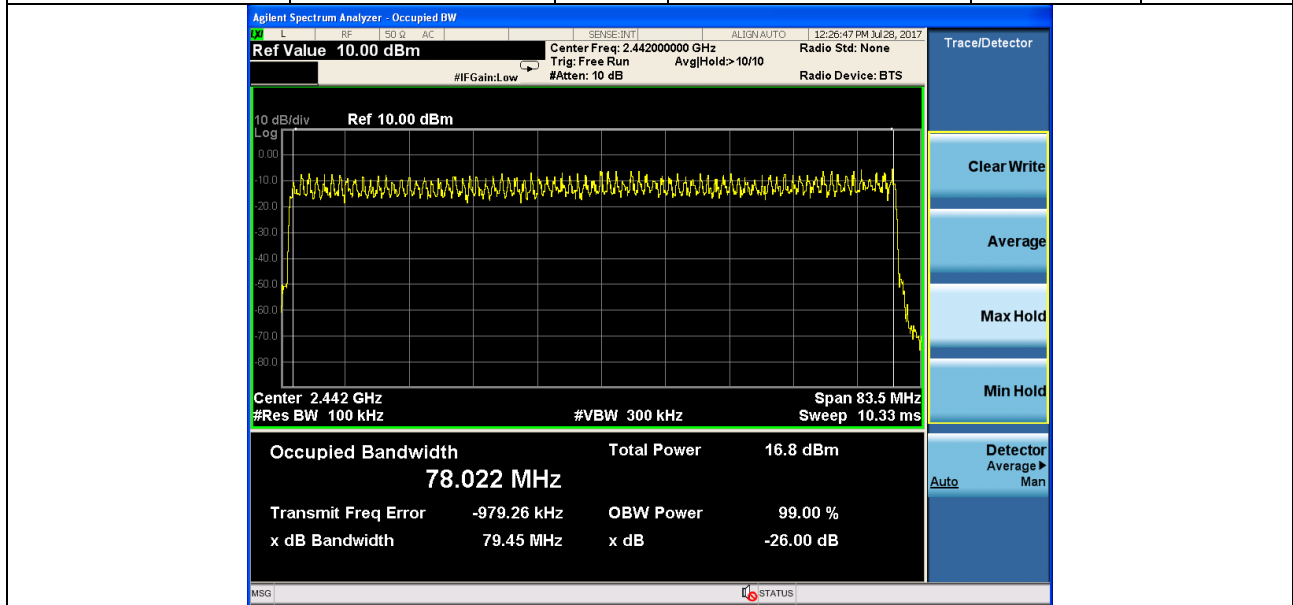 Agilent Spectrum Analyzer - Occupied BW
LXI L RF 50 Ω AC SENSE:INT ALIGN AUTO 12:26:47 PM Jul 28, 2017
Ref Value 10.00 dBm
Center Freq: 2.442000000 GHz
Radio Std: None
Trig: Free Run
Avg|Hold:> 10/10
#IFGain:Low
#Atten: 10 dB
Radio Device: BTS
10 dB/div
Ref 10.00 dBm
Log
0.00
-10.0
-20.0
-30.0
-40.0
-50.0
-60.0
-70.0
-80.0
Center 2.442 GHz
Span 83.5 MHz
#Res BW 100 kHz
#VBW 300 kHz
Sweep 10.33 ms
Occupied Bandwidth
Total Power 16.8 dBm
78.022 MHz
Transmit Freq Error -979.26 kHz
OBW Power 99.00 %
x dB Bandwidth 79.45 MHz
x dB -26.00 dB
MSG
STATUS
Trace/Detector
Clear Write
Average
Max Hold
Min Hold
Detector
Average▶
Auto Man